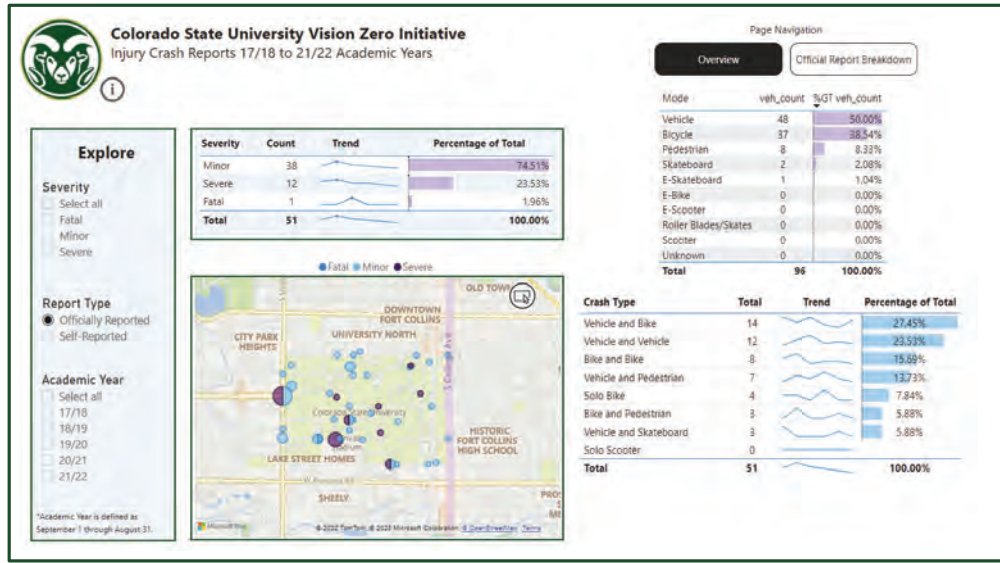 Colorado State University Vision Zero Initiative
Injury Crash Reports 17/18 to 21/22 Academic Years
i
Page Navigation
Overview
Official Report Breakdown
Mode veh_count %GT veh_count
Vehicle 48 50.00%
Bicycle 37 38.54%
Pedestrian 8 8.33%
Skateboard 2 2.08%
E-Skateboard 1 1.04%
E-Bike 0 0.00%
E-Scooter 0 0.00%
Roller Blades/Skates 0 0.00%
Scooter 0 0.00%
Unknown 0 0.00%
Total 96 100.00%
Explore
Severity
Select all
Fatal
Minor
Severe
Report Type
Officially Reported
Self-Reported
Academic Year
Select all
17/18
18/19
19/20
20/21
21/22
*Academic Year is defined as
September 1 through August 31.
Severity Count Trend Percentage of Total
Minor 38 74.51%
Severe 12 23.53%
Fatal 1 1.96%
Total 51 100.00%
Fatal Minor Severe
OLD TOWN
DOWNTOWN
FORT COLLINS
UNIVERSITY NORTH
CITY PARK
HEIGHTS
S College Ave
Colorado State University
HISTORIC
FORT COLLINS
HIGH SCHOOL
LAKE STREET HOMES
W Prospect Rd
SHEELY
© 2022 TomTom, © 2023 Microsoft Corporation, © OpenStreetMap Terms
Crash Type Total Trend Percentage of Total
Vehicle and Bike 14 27.45%
Vehicle and Vehicle 12 23.53%
Bike and Bike 8 15.69%
Vehicle and Pedestrian 7 13.73%
Solo Bike 4 7.84%
Bike and Pedestrian 3 5.88%
Vehicle and Skateboard 3 5.88%
Solo Scooter 0
Total 51 100.00%